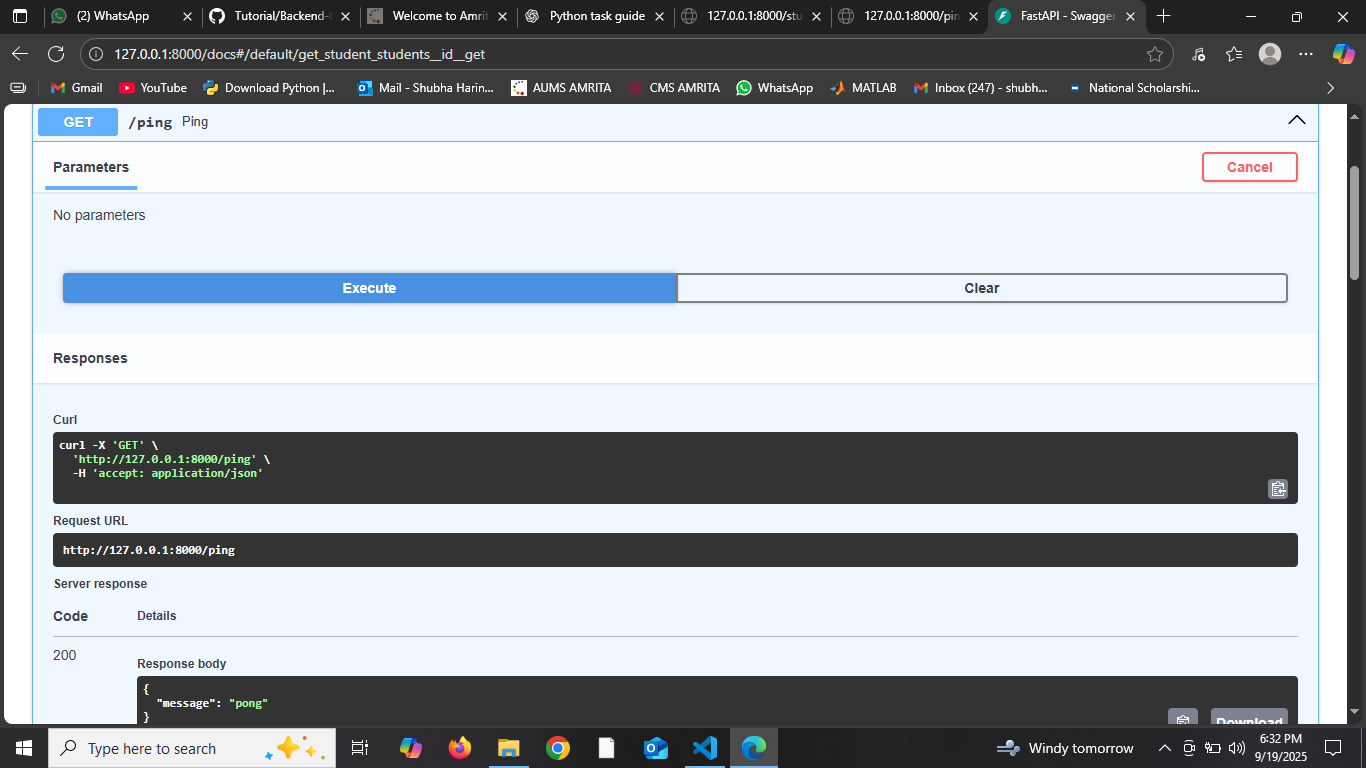 (2) WhatsApp
Tutorial/Backend-
Welcome to Amrit
Python task guide
127.0.0.1:8000/stu
127.0.0.1:8000/pin
FastAPI - Swagger
127.0.0.1:8000/docs#/default/get_student_students__id__get
Gmail
YouTube
Download Python |...
Mail - Shubha Harin...
AUMS AMRITA
CMS AMRITA
WhatsApp
MATLAB
Inbox (247) - shubh...
National Scholarshi...
GET /ping Ping
Parameters
Cancel
No parameters
Execute
Clear
Responses
Curl
curl -X 'GET' \
'http://127.0.0.1:8000/ping' \
-H 'accept: application/json'
Request URL
http://127.0.0.1:8000/ping
Server response
Code Details
200
Response body
{
"message": "pong"
}
Download
Type here to search
Windy tomorrow
6:32 PM
9/19/2025